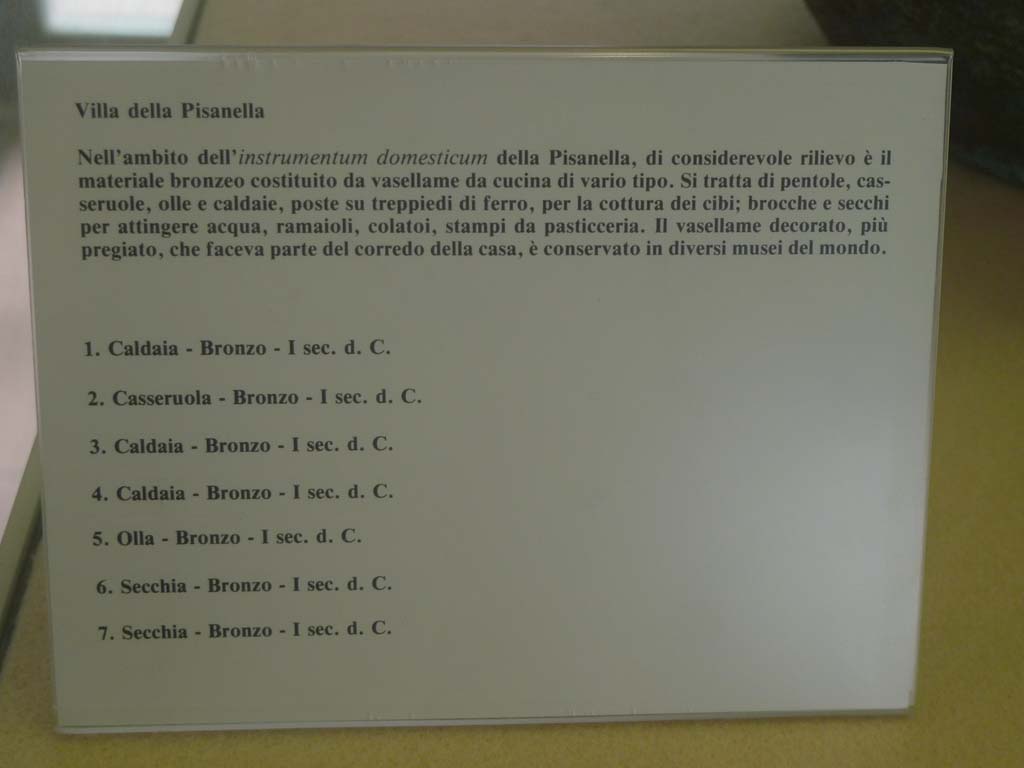 Villa della Pisanella
Nell'ambito dell'instrumentum domesticum della Pisanella, di considerevole rilievo è il
materiale bronzeo costituito da vasellame da cucina di vario tipo. Si tratta di pentole, cas-
seruole, olle e caldaie, poste su treppiedi di ferro, per la cottura dei cibi; brocche e secchi
per attingere acqua, ramaioli, colatoi, stampi da pasticceria. Il vasellame decorato, più
pregiato, che faceva parte del corredo della casa, è conservato in diversi musei del mondo.
1. Caldaia - Bronzo - I sec. d. C.
2. Casseruola - Bronzo - I sec. d. C.
3. Caldaia - Bronzo - I sec. d. C.
4. Caldaia - Bronzo - I sec. d. C.
5. Olla - Bronzo - I sec. d. C.
6. Secchia - Bronzo - I sec. d. C.
7. Secchia - Bronzo - I sec. d. C.